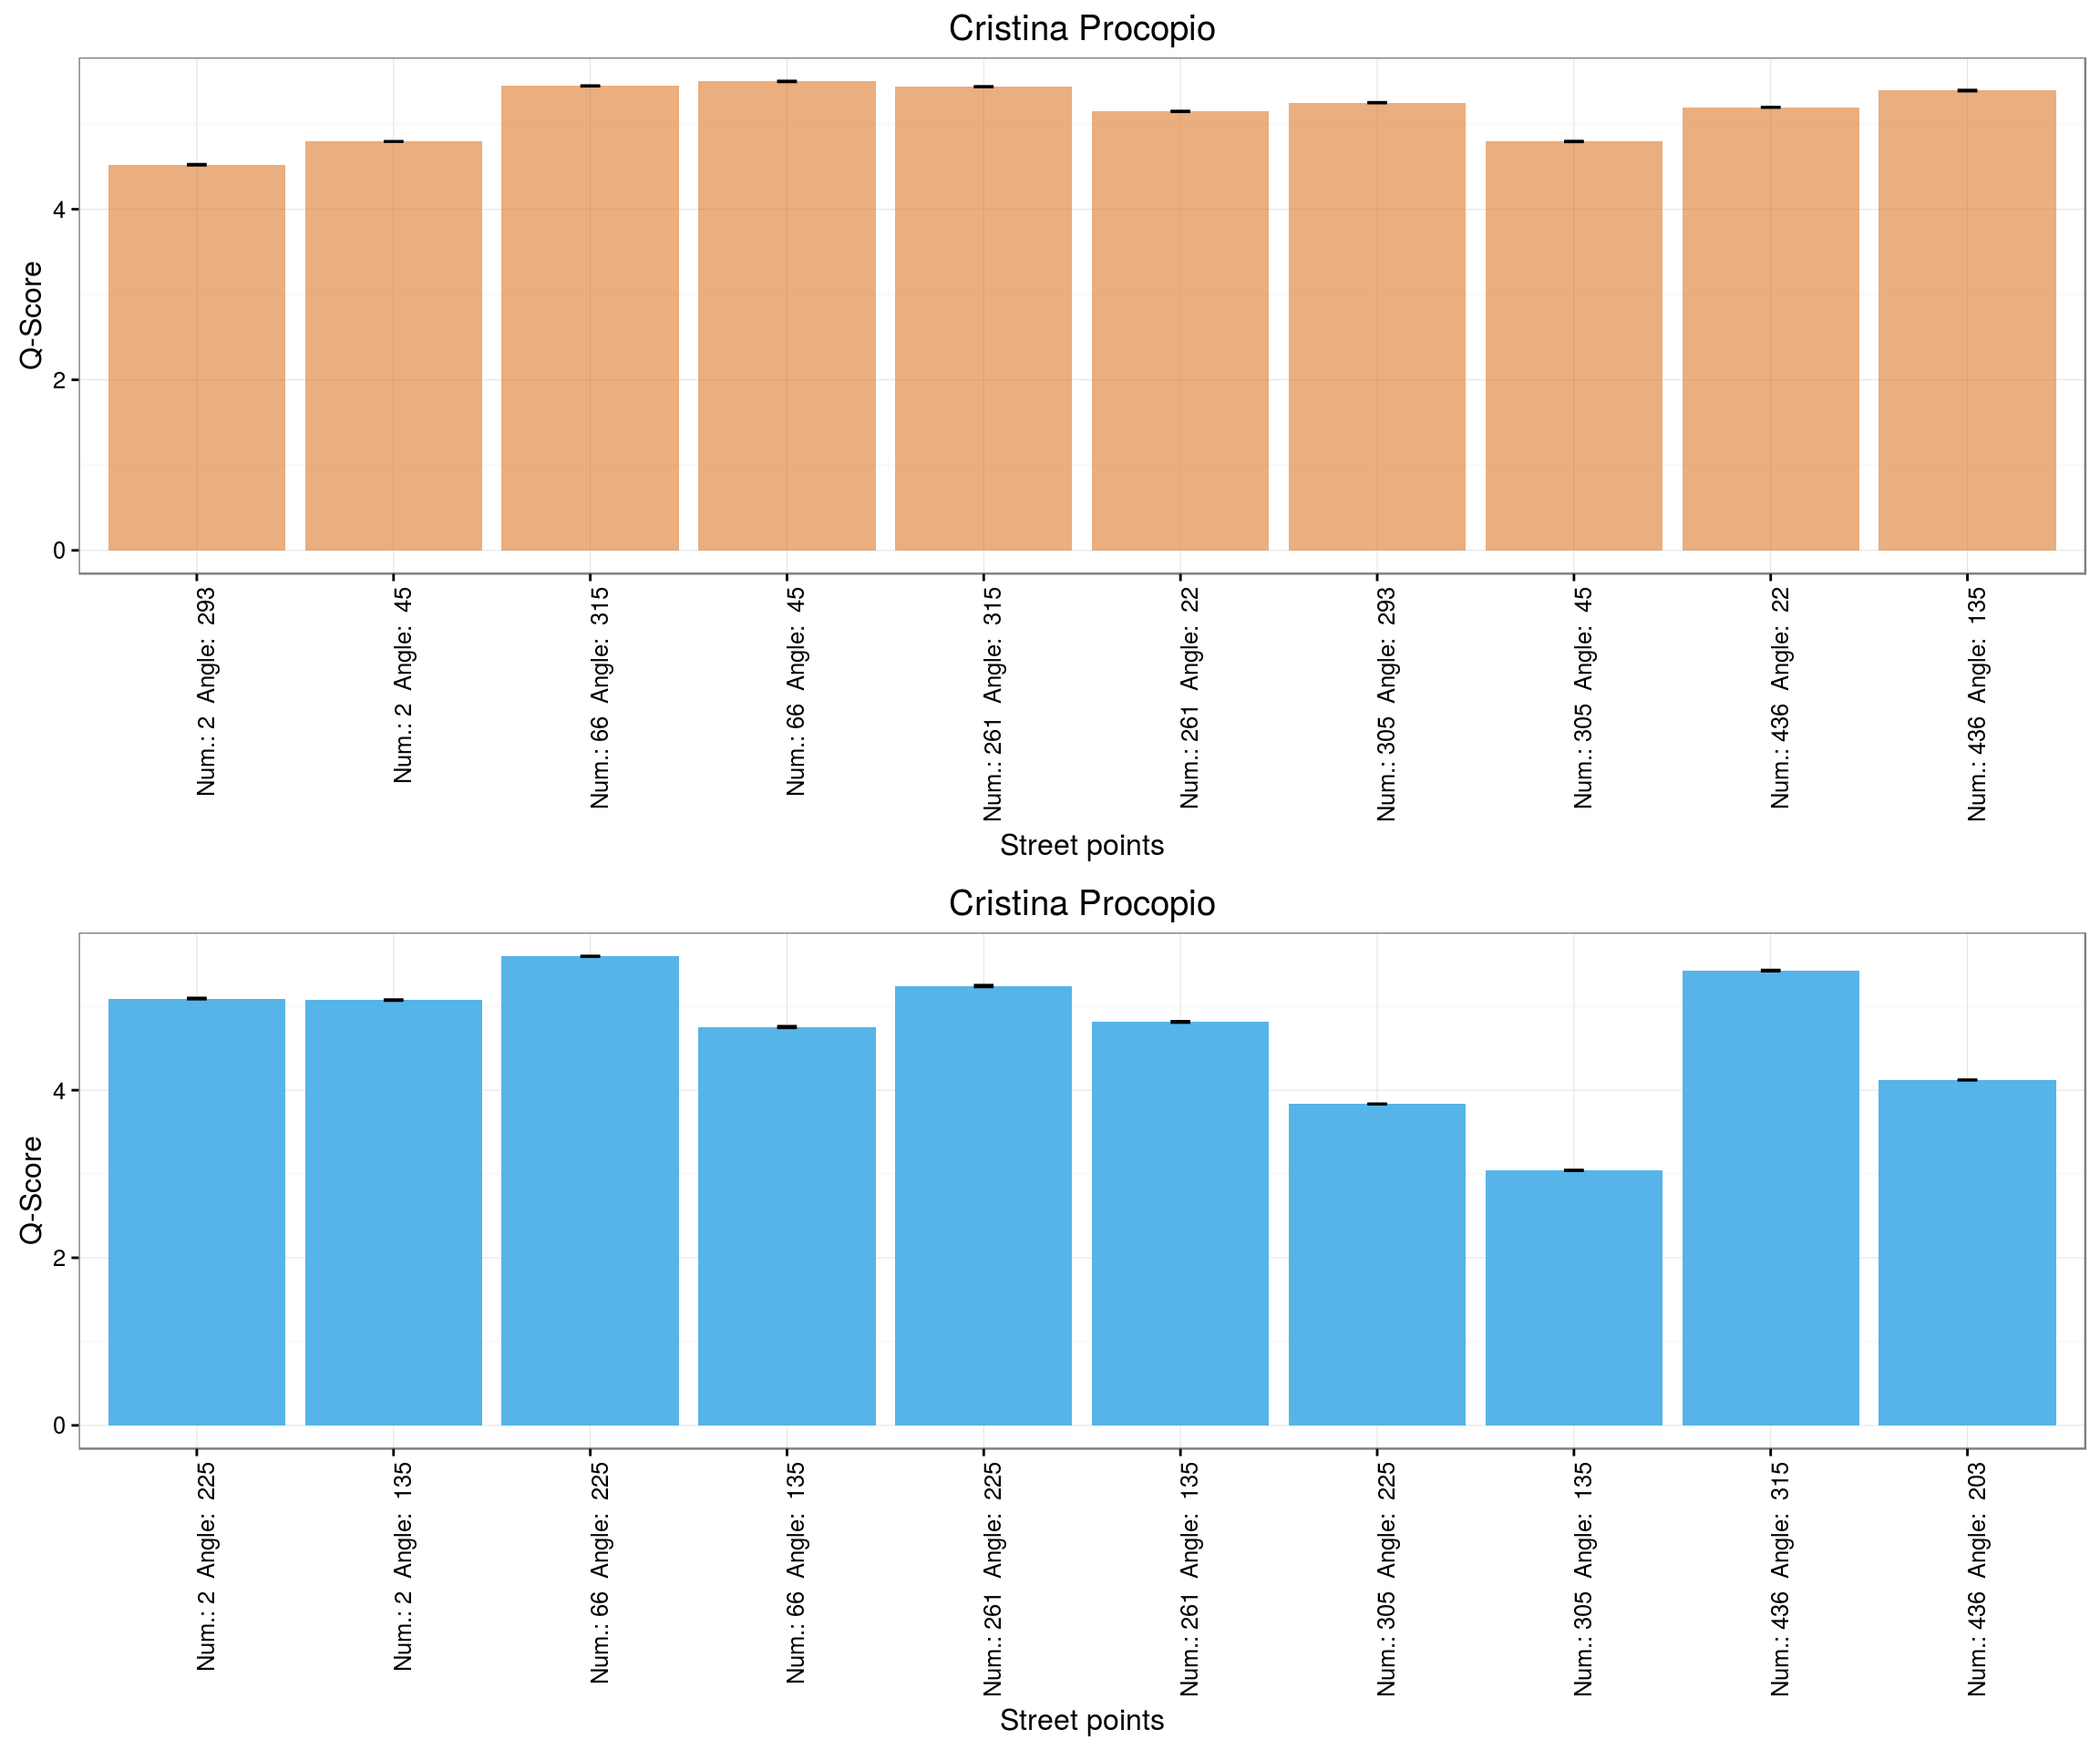 Cristina Procopio
Q-Score
4
2
0
Num.: 2 Angle: 293
Num.: 2 Angle: 45
Num.: 66 Angle: 315
Num.: 66 Angle: 45
Num.: 261 Angle: 315
Num.: 261 Angle: 22
Num.: 305 Angle: 293
Num.: 305 Angle: 45
Num.: 436 Angle: 22
Num.: 436 Angle: 135
Street points
Cristina Procopio
Q-Score
4
2
0
Num.: 2 Angle: 225
Num.: 2 Angle: 135
Num.: 66 Angle: 225
Num.: 66 Angle: 135
Num.: 261 Angle: 225
Num.: 261 Angle: 135
Num.: 305 Angle: 225
Num.: 305 Angle: 135
Num.: 436 Angle: 315
Num.: 436 Angle: 203
Street points